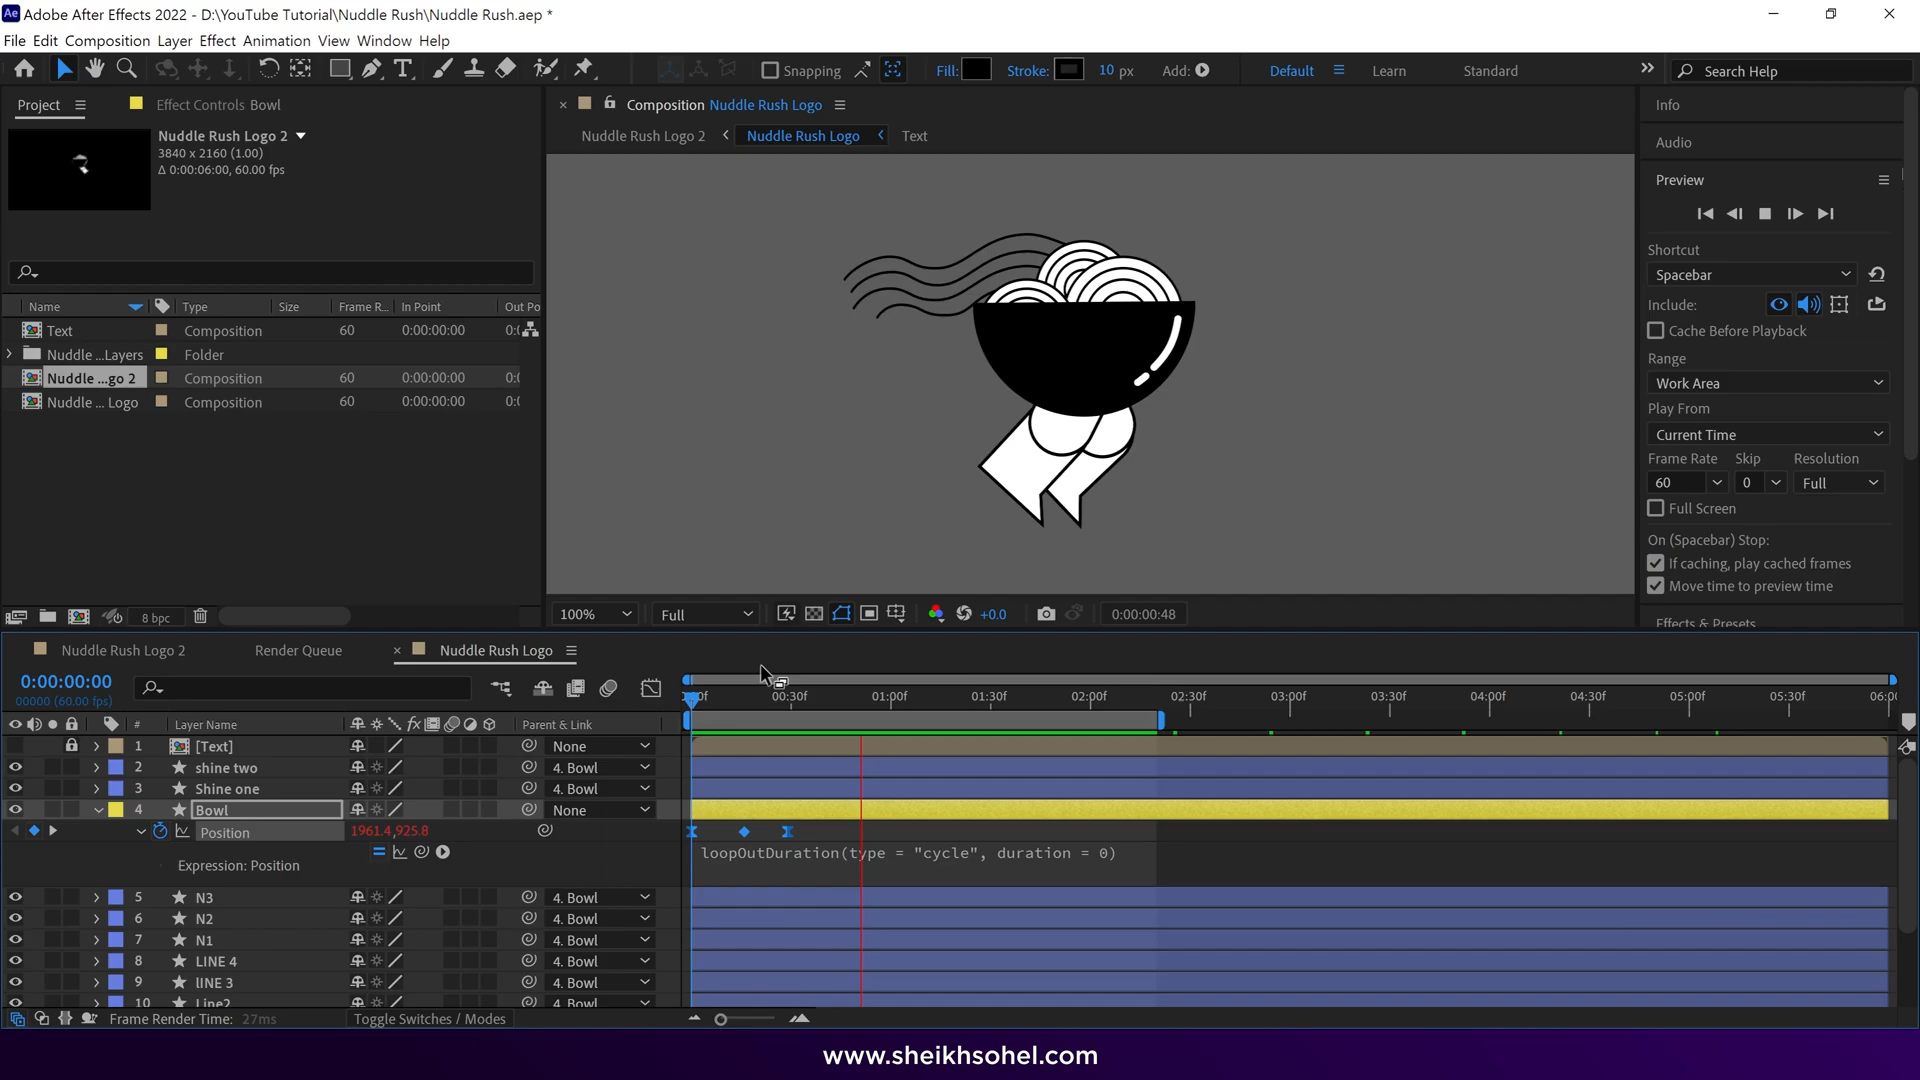 Ae Adobe After Effects 2022 - D:\YouTube Tutorial\Nuddle Rush\Nuddle Rush.aep *
File Edit Composition Layer Effect Animation View Window Help
Snapping Fill: Stroke: 10 px Add: Default Learn Standard Search Help
Project Effect Controls Bowl
Composition Nuddle Rush Logo
Info
Nuddle Rush Logo 2
3840 x 2160 (1.00)
Δ 0:00:06:00, 60.00 fps
Nuddle Rush Logo 2 Nuddle Rush Logo Text
Audio
Preview
Shortcut
Spacebar
Include:
Cache Before Playback
Range
Work Area
Play From
Current Time
Frame Rate Skip Resolution
60 0 Full
Full Screen
On (Spacebar) Stop:
If caching, play cached frames
Move time to preview time
Effects & Presets
Name Type Size Frame R... In Point Out Po
Text Composition 60 0:00:00:00 0:(
Nuddle ...Layers Folder
Nuddle ...go 2 Composition 60 0:00:00:00 0:(
Nuddle ... Logo Composition 60 0:00:00:00 0:(
8 bpc
100% Full +0.0 0:00:00:48
Nuddle Rush Logo 2 Render Queue Nuddle Rush Logo
0:00:00:00
00000 (60.00 fps)
00:30f 01:00f 01:30f 02:00f 02:30f 03:00f 03:30f 04:00f 04:30f 05:00f 05:30f 06:00
# Layer Name fx Parent & Link
1 [Text] None
2 shine two 4. Bowl
3 Shine one 4. Bowl
4 Bowl None
Position 1961.4,925.8
Expression: Position loopOutDuration(type = "cycle", duration = 0)
5 N3 4. Bowl
6 N2 4. Bowl
7 N1 4. Bowl
8 LINE 4 4. Bowl
9 lINE 3 4. Bowl
10 Line2 4. Bowl
Frame Render Time: 27ms Toggle Switches / Modes
www.sheikhsohel.com